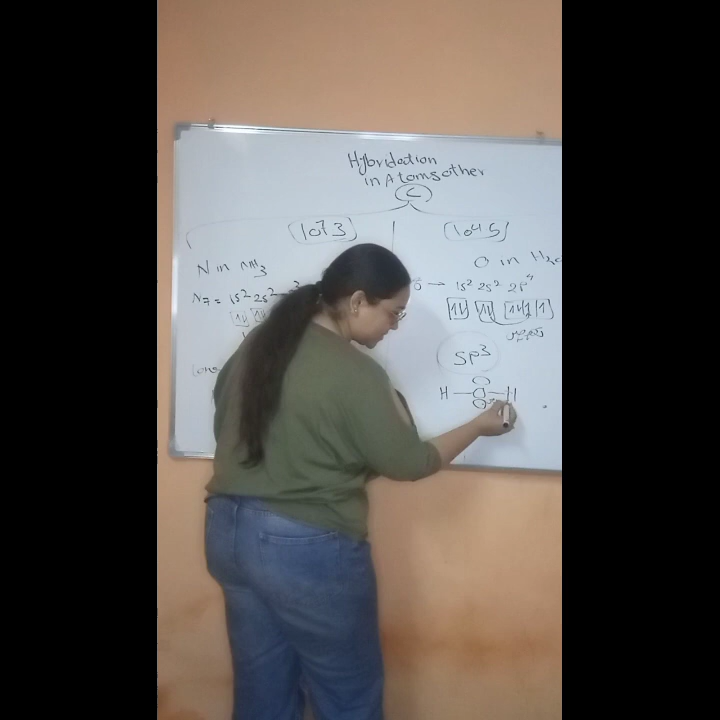 Hybridation
in Atoms other
C
107.3
104.5
N in NH3
N7 = 1s² 2s²
O in H2O
→ 1s² 2s² 2p⁴
sp³
H — O — H